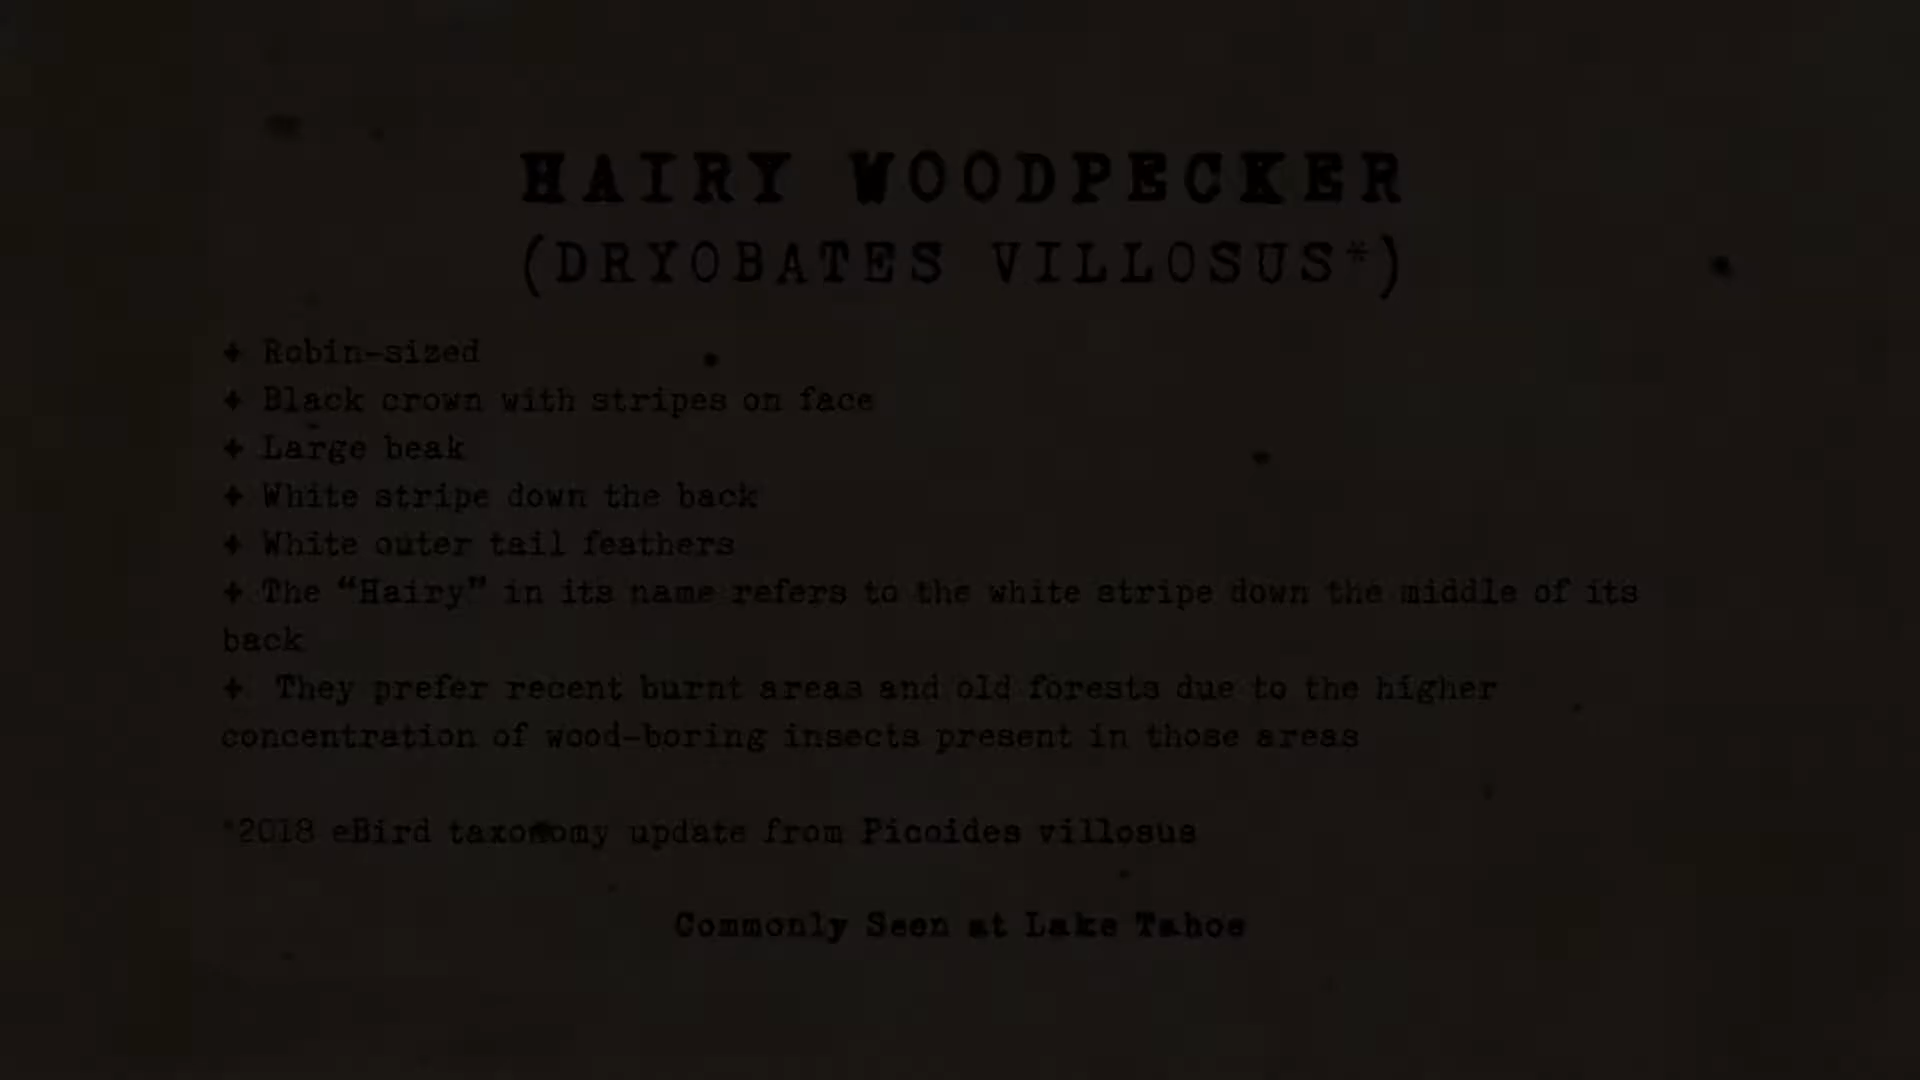 HAIRY WOODPECKER
(DRYOBATES VILLOSUS*)
+ Robin-sized
+ Black crown with stripes on face
+ Large beak
+ White stripe down the back
+ White outer tail feathers
+ The “Hairy” in its name refers to the white stripe down the middle of its
back
+ They prefer recent burnt areas and old forests due to the higher
concentration of wood-boring insects present in those areas
*2018 eBird taxonomy update from Picoides villosus
Commonly Seen at Lake Tahoe